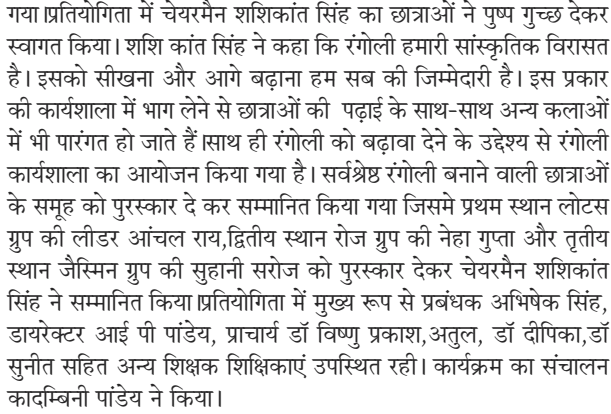 गया।प्रतियोगिता में चेयरमैन शशिकांत सिंह का छात्राओं ने पुष्प गुच्छ देकर
स्वागत किया। शशि कांत सिंह ने कहा कि रंगोली हमारी सांस्कृतिक विरासत
है। इसको सीखना और आगे बढ़ाना हम सब की जिम्मेदारी है। इस प्रकार
की कार्यशाला में भाग लेने से छात्राओं की पढ़ाई के साथ-साथ अन्य कलाओं
में भी पारंगत हो जाते हैं।साथ ही रंगोली को बढ़ावा देने के उद्देश्य से रंगोली
कार्यशाला का आयोजन किया गया है। सर्वश्रेष्ठ रंगोली बनाने वाली छात्राओं
के समूह को पुरस्कार दे कर सम्मानित किया गया जिसमे प्रथम स्थान लोटस
ग्रुप की लीडर आंचल राय,द्वितीय स्थान रोज ग्रुप की नेहा गुप्ता और तृतीय
स्थान जैस्मिन ग्रुप की सुहानी सरोज को पुरस्कार देकर चेयरमैन शशिकांत
सिंह ने सम्मानित किया।प्रतियोगिता में मुख्य रूप से प्रबंधक अभिषेक सिंह,
डायरेक्टर आई पी पांडेय, प्राचार्य डॉ विष्णु प्रकाश,अतुल, डॉ दीपिका,डॉ
सुनीत सहित अन्य शिक्षक शिक्षिकाएं उपस्थित रही। कार्यक्रम का संचालन
कादम्बिनी पांडेय ने किया।